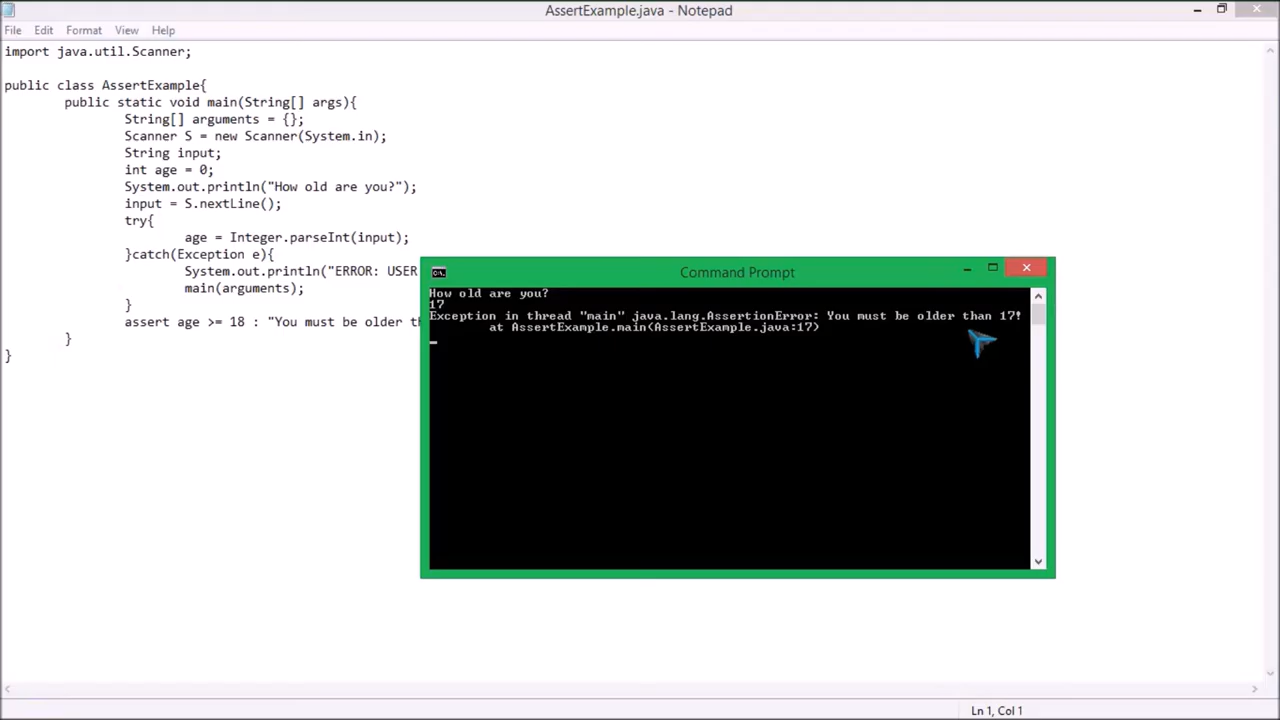 AssertExample.java - Notepad
File Edit Format View Help
import java.util.Scanner;
public class AssertExample{
public static void main(String[] args){
String[] arguments = {};
Scanner S = new Scanner(System.in);
String input;
int age = 0;
System.out.println("How old are you?");
input = S.nextLine();
try{
age = Integer.parseInt(input);
}catch(Exception e){
System.out.println("ERROR: USER
main(arguments);
}
assert age >= 18 : "You must be older th
}
}
Command Prompt
How old are you?
17
Exception in thread "main" java.lang.AssertionError: You must be older than 17!
at AssertExample.main(AssertExample.java:17)
Ln 1, Col 1